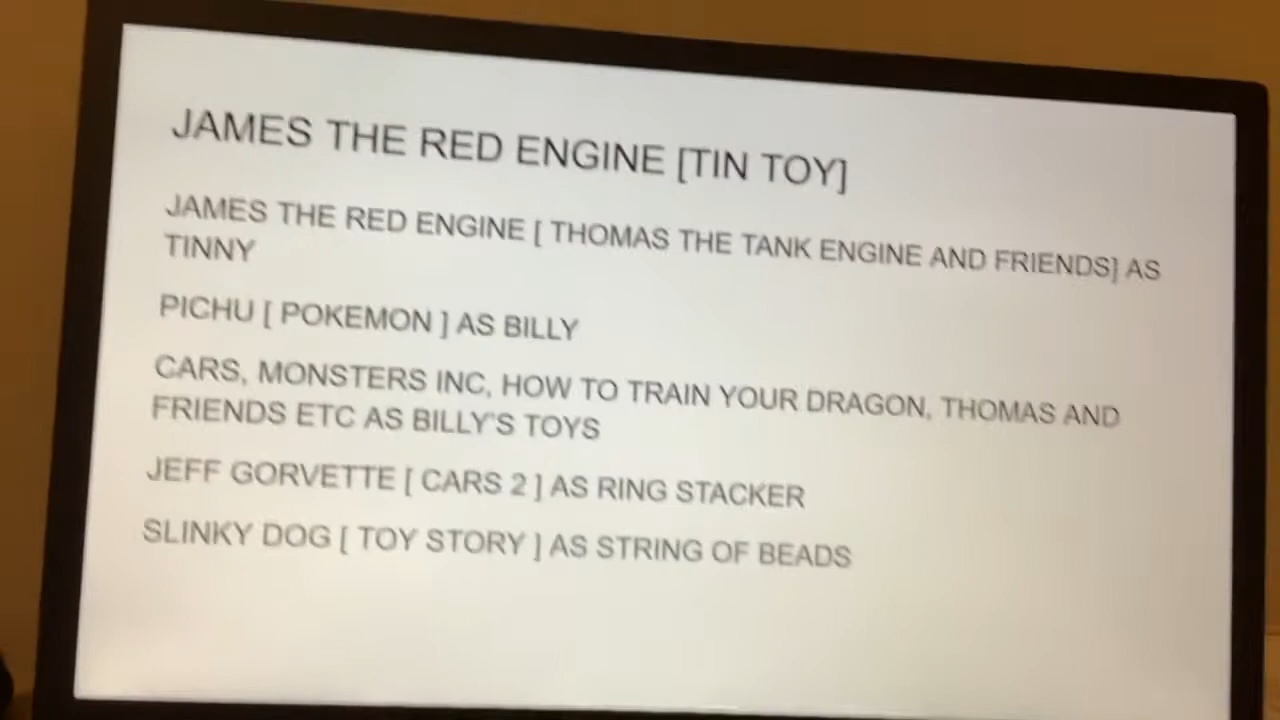 JAMES THE RED ENGINE [TIN TOY]
JAMES THE RED ENGINE [ THOMAS THE TANK ENGINE AND FRIENDS] AS
TINNY
PICHU [ POKEMON ] AS BILLY
CARS, MONSTERS INC, HOW TO TRAIN YOUR DRAGON, THOMAS AND
FRIENDS ETC AS BILLY'S TOYS
JEFF GORVETTE [ CARS 2 ] AS RING STACKER
SLINKY DOG [ TOY STORY ] AS STRING OF BEADS